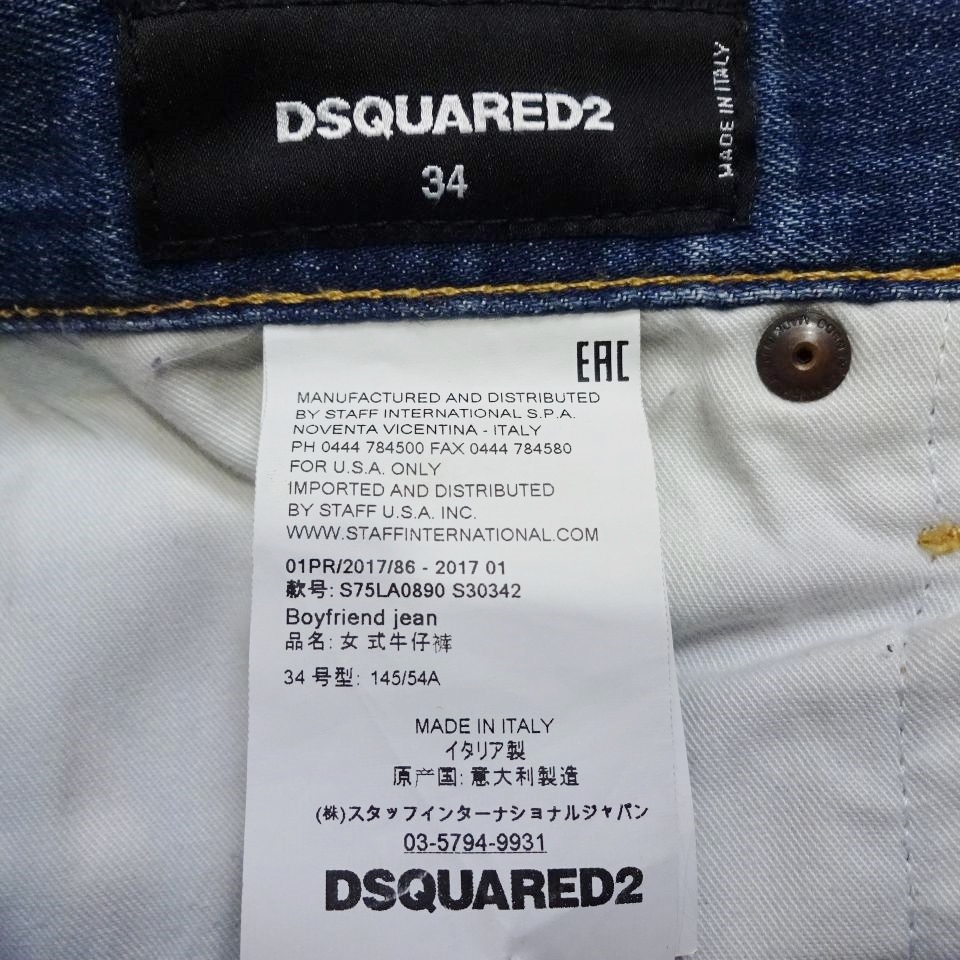 DSQUARED2
34
MADE IN ITALY
EAC
MANUFACTURED AND DISTRIBUTED
BY STAFF INTERNATIONAL S.P.A.
NOVENTA VICENTINA - ITALY
PH 0444 784500 FAX 0444 784580
FOR U.S.A. ONLY
IMPORTED AND DISTRIBUTED
BY STAFF U.S.A. INC.
WWW.STAFFINTERNATIONAL.COM
01PR/2017/86 - 2017 01
款号: S75LA0890 S30342
Boyfriend jean
品名: 女 式牛仔裤
34 号型: 145/54A
MADE IN ITALY
イタリア製
原产国: 意大利製造
(株)スタッフインターナショナルジャパン
03-5794-9931
DSQUARED2